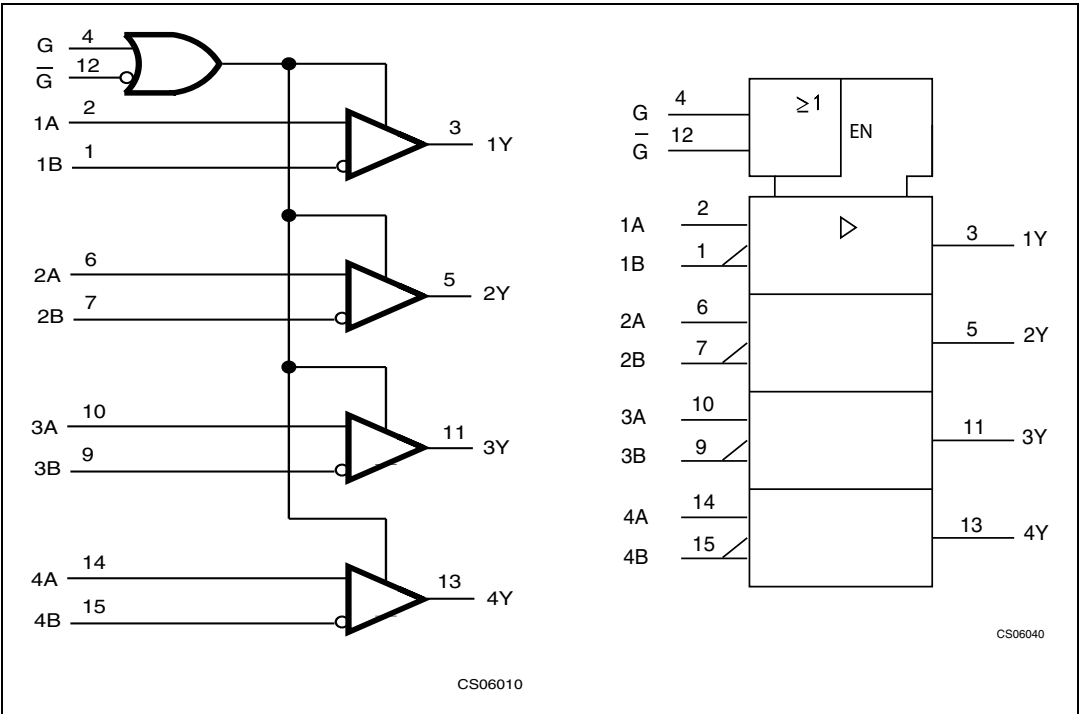 G 4
G̅ 12
1A 2
1B 1
3 1Y
2A 6
2B 7
5 2Y
3A 10
3B 9
11 3Y
4A 14
4B 15
13 4Y
CS06010
G 4
G̅ 12
≥1
EN
1A 2
1B 1
3 1Y
2A 6
2B 7
5 2Y
3A 10
3B 9
11 3Y
4A 14
4B 15
13 4Y
CS06040